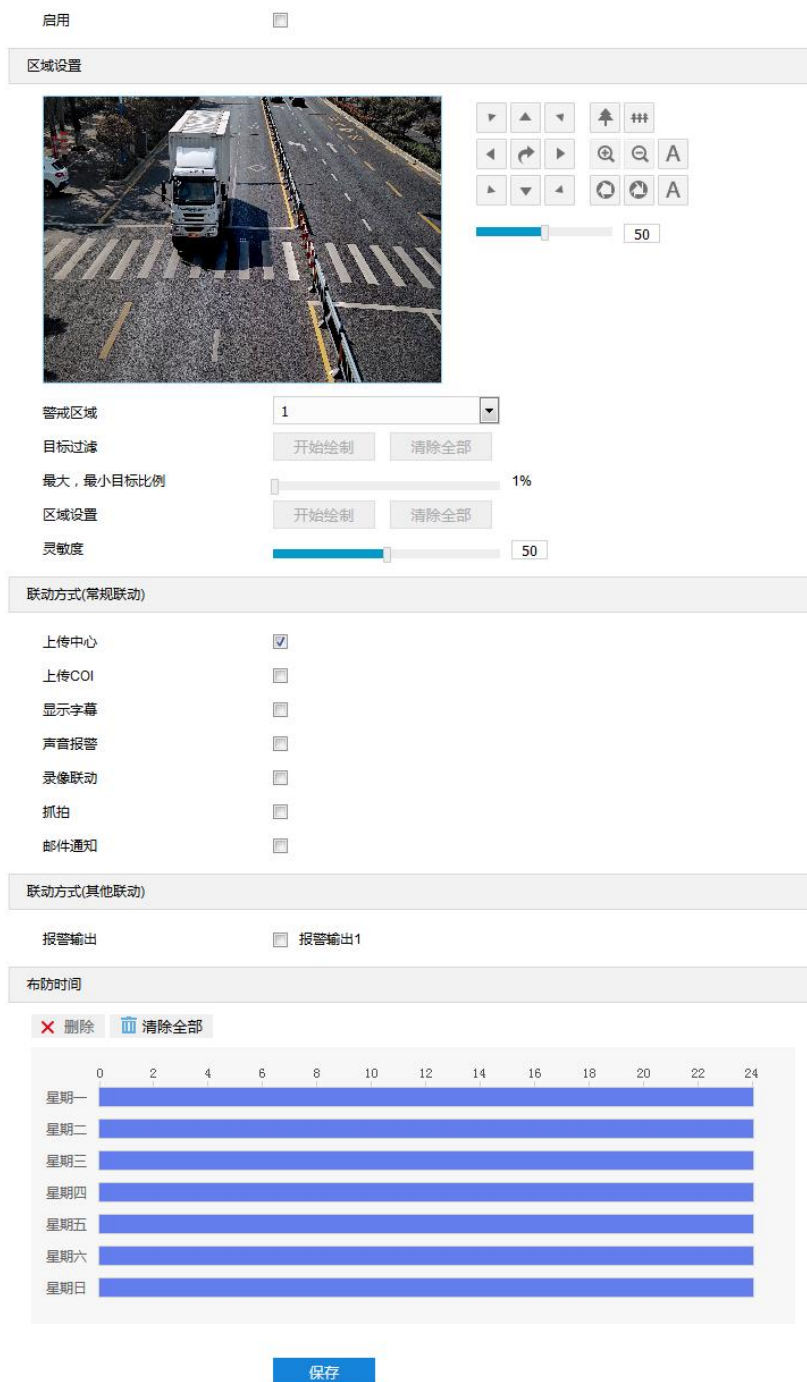 启用
区域设置
A
A
50
警戒区域 1
目标过滤 开始绘制 清除全部
最大，最小目标比例 1%
区域设置 开始绘制 清除全部
灵敏度 50
联动方式(常规联动)
上传中心
上传COI
显示字幕
声音报警
录像联动
抓拍
邮件通知
联动方式(其他联动)
报警输出 报警输出1
布防时间
删除 清除全部
0 2 4 6 8 10 12 14 16 18 20 22 24
星期一
星期二
星期三
星期四
星期五
星期六
星期日
保存